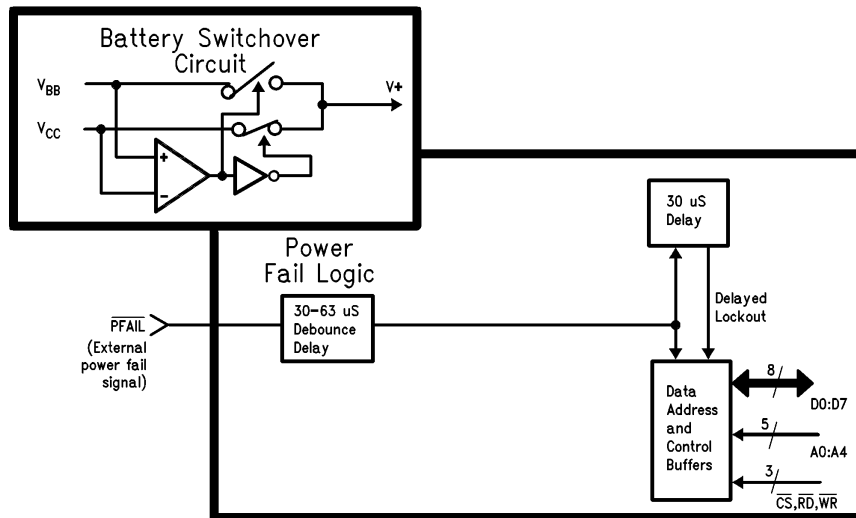 Battery Switchover
Circuit
VBB
VCC
V+
+
−
30 uS
Delay
Power
Fail Logic
Delayed
Lockout
30-63 uS
Debounce
Delay
PFAIL
(External
power fail
signal)
Data
Address
and
Control
Buffers
8
D0:D7
5
A0:A4
3
CS,RD,WR